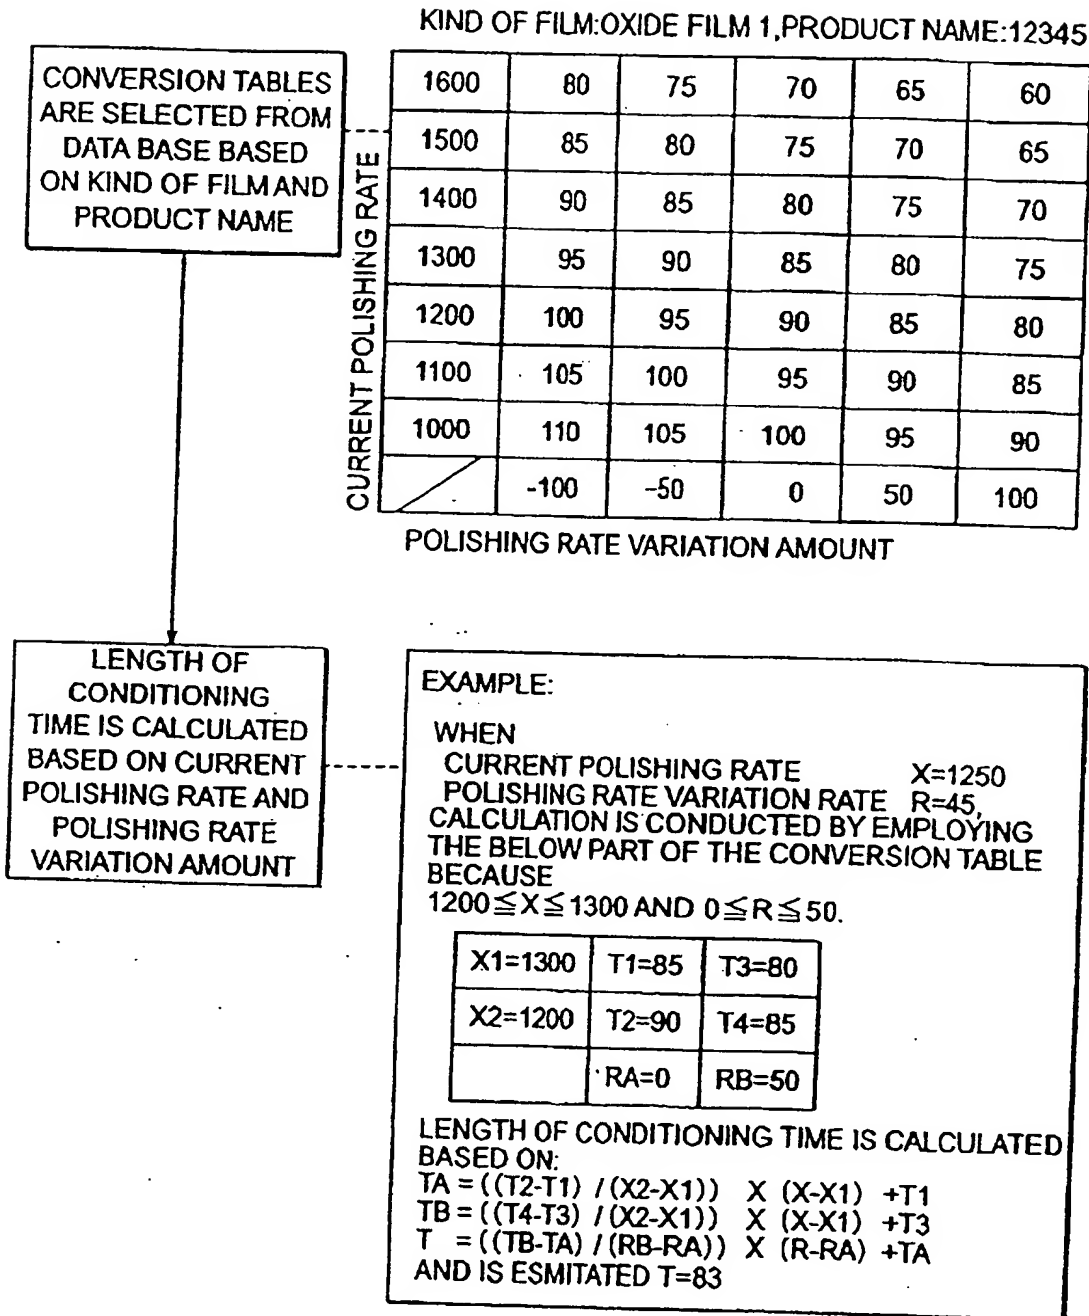 KIND OF FILM:OXIDE FILM 1,PRODUCT NAME:12345
CONVERSION TABLES
ARE SELECTED FROM
DATA BASE BASED
ON KIND OF FILM AND
PRODUCT NAME
CURRENT POLISHING RATE
1600 80 75 70 65 60
1500 85 80 75 70 65
1400 90 85 80 75 70
1300 95 90 85 80 75
1200 100 95 90 85 80
1100 105 100 95 90 85
1000 110 105 100 95 90
-100 -50 0 50 100
POLISHING RATE VARIATION AMOUNT
LENGTH OF
CONDITIONING
TIME IS CALCULATED
BASED ON CURRENT
POLISHING RATE AND
POLISHING RATE
VARIATION AMOUNT
EXAMPLE:
WHEN
CURRENT POLISHING RATE X=1250
POLISHING RATE VARIATION RATE R=45,
CALCULATION IS CONDUCTED BY EMPLOYING
THE BELOW PART OF THE CONVERSION TABLE
BECAUSE
1200≦X≦1300 AND 0≦R≦50.
X1=1300 T1=85 T3=80
X2=1200 T2=90 T4=85
RA=0 RB=50
LENGTH OF CONDITIONING TIME IS CALCULATED
BASED ON:
TA = ((T2-T1) /(X2-X1)) X (X-X1) +T1
TB = ((T4-T3) /(X2-X1)) X (X-X1) +T3
T = ((TB-TA) /(RB-RA)) X (R-RA) +TA
AND IS ESMITATED T=83